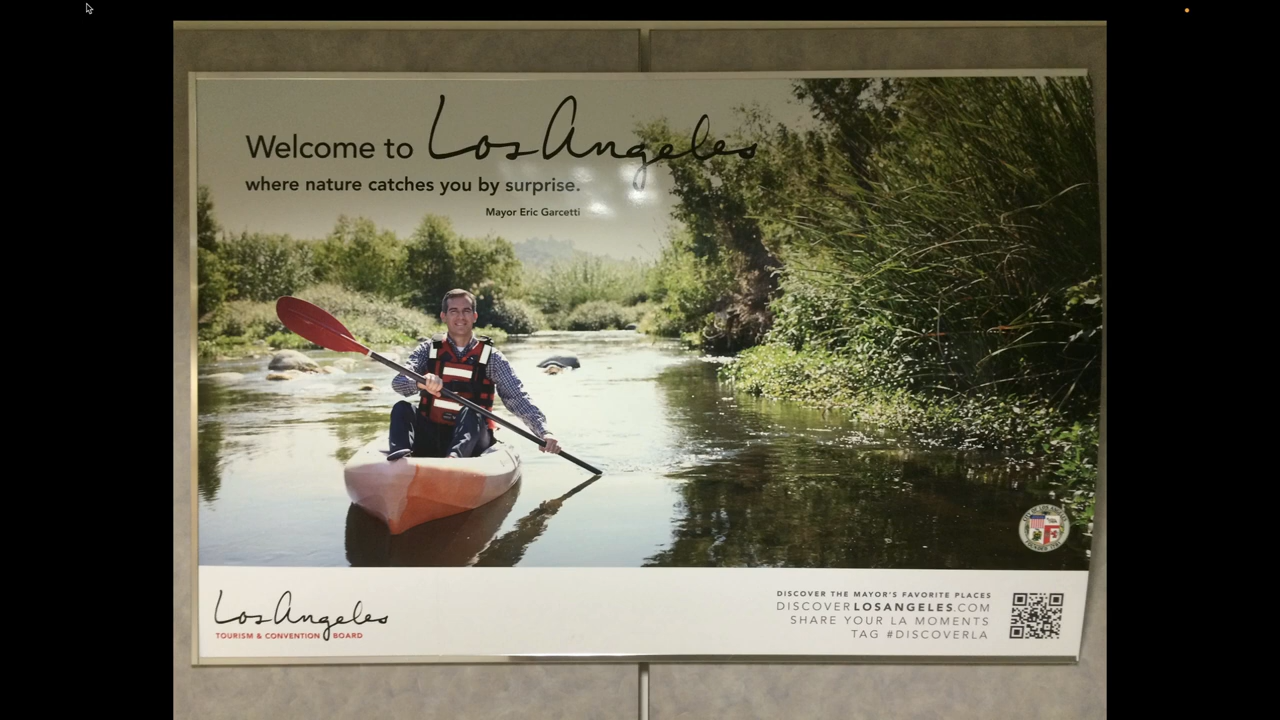 Welcome to Los Angeles
where nature catches you by surprise.
Mayor Eric Garcetti
Los Angeles
TOURISM & CONVENTION BOARD
DISCOVER THE MAYOR'S FAVORITE PLACES
DISCOVERLOSANGELES.COM
SHARE YOUR LA MOMENTS
TAG #DISCOVERLA